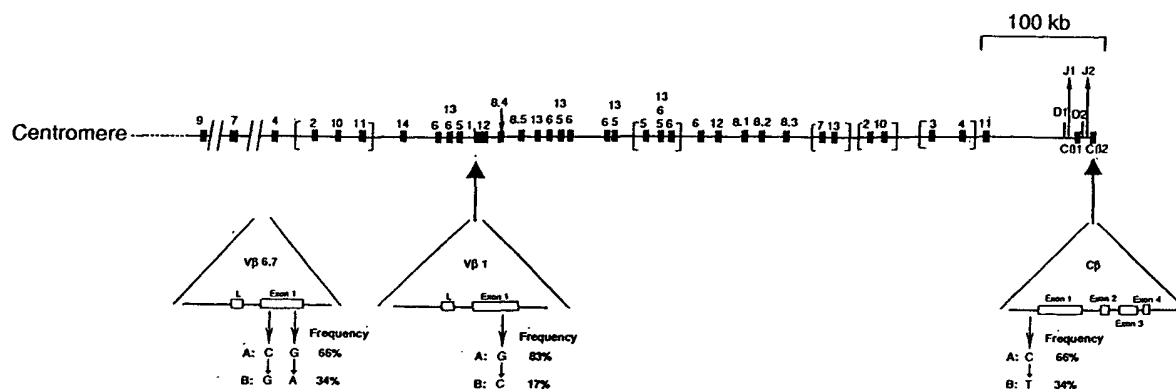 100 kb
J1 J2
8.4
13 13 13 13 6
D1 D2
Centromere 9 7 4 2 10 11 14 6 6 5 1 12 8.5 13 6 5 6 6 5 5 5 6 6 12 8.1 8.2 8.3 7 13 2 10 3 4 11
Cβ1 Cβ2
Vβ 6.7
L Exon 1
Frequency
A: C G 66%
B: G A 34%
Vβ 1
L Exon 1
Frequency
A: G 83%
B: C 17%
Cβ
Exon 1 Exon 2 Exon 4
Exon 3
Frequency
A: C 66%
B: T 34%